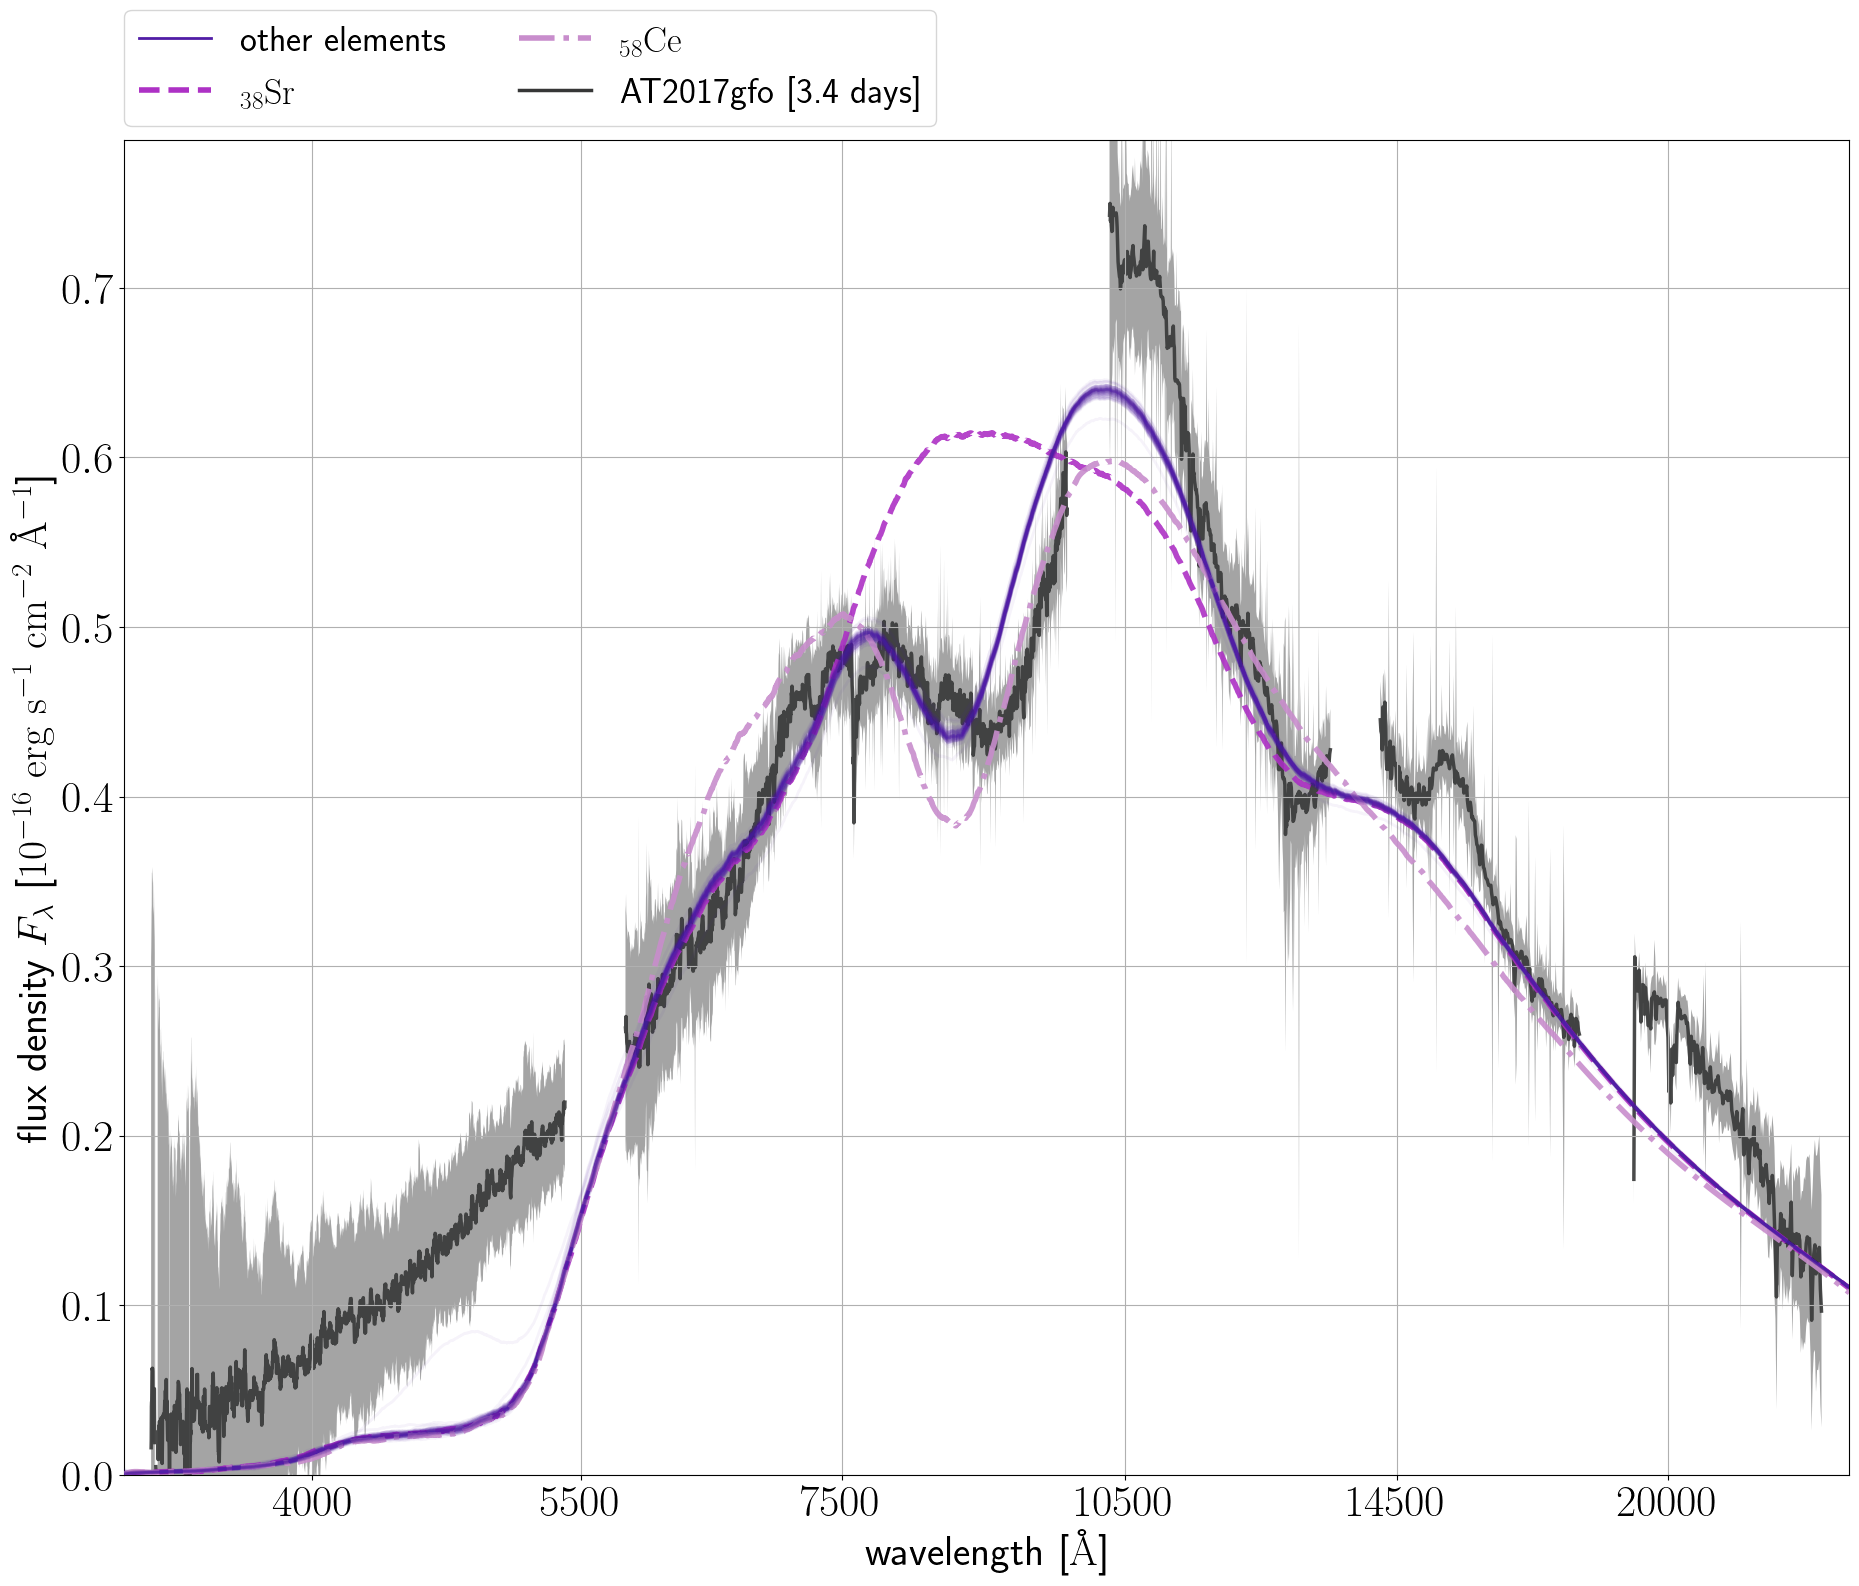 other elements
₃₈Sr
₅₈Ce
AT2017gfo [3.4 days]
flux density Fλ [10⁻¹⁶ erg s⁻¹ cm⁻² Å⁻¹]
0.7
0.6
0.5
0.4
0.3
0.2
0.1
0.0
4000 5500 7500 10500 14500 20000
wavelength [Å]